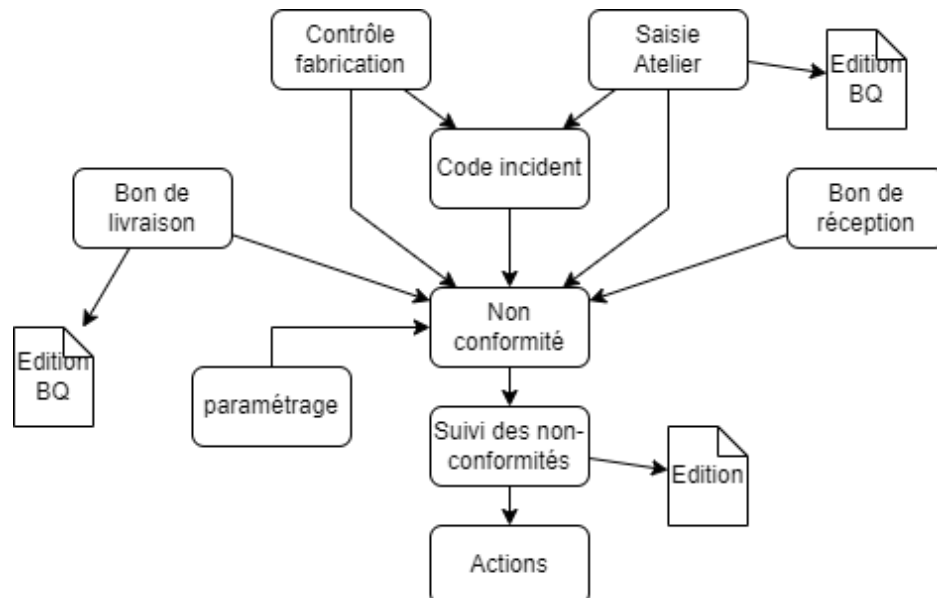 Contrôle
fabrication
Saisie
Atelier
Edition
BQ
Code incident
Bon de
livraison
Bon de
réception
Non
conformité
Edition
BQ
paramétrage
Suivi des non-
conformités
Edition
Actions